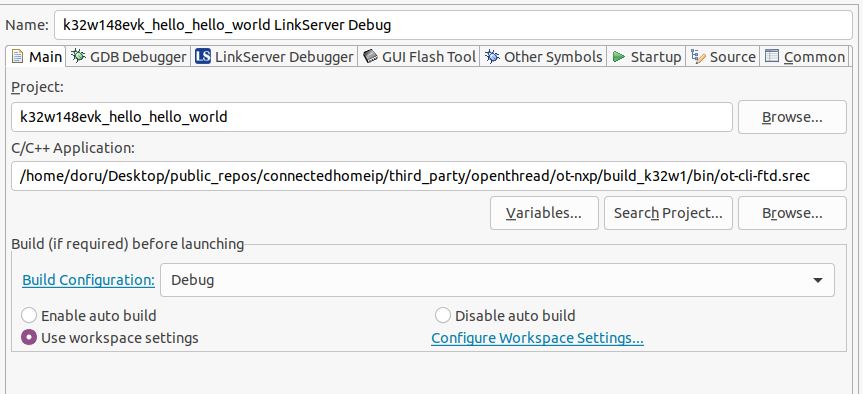 Name: k32w148evk_hello_hello_world LinkServer Debug
Main GDB Debugger LS LinkServer Debugger GUI Flash Tool Other Symbols Startup Source Common
Project:
k32w148evk_hello_hello_world Browse...
C/C++ Application:
/home/doru/Desktop/public_repos/connectedhomeip/third_party/openthread/ot-nxp/build_k32w1/bin/ot-cli-ftd.srec
Variables... Search Project... Browse...
Build (if required) before launching
Build Configuration: Debug
Enable auto build Disable auto build
Use workspace settings Configure Workspace Settings...